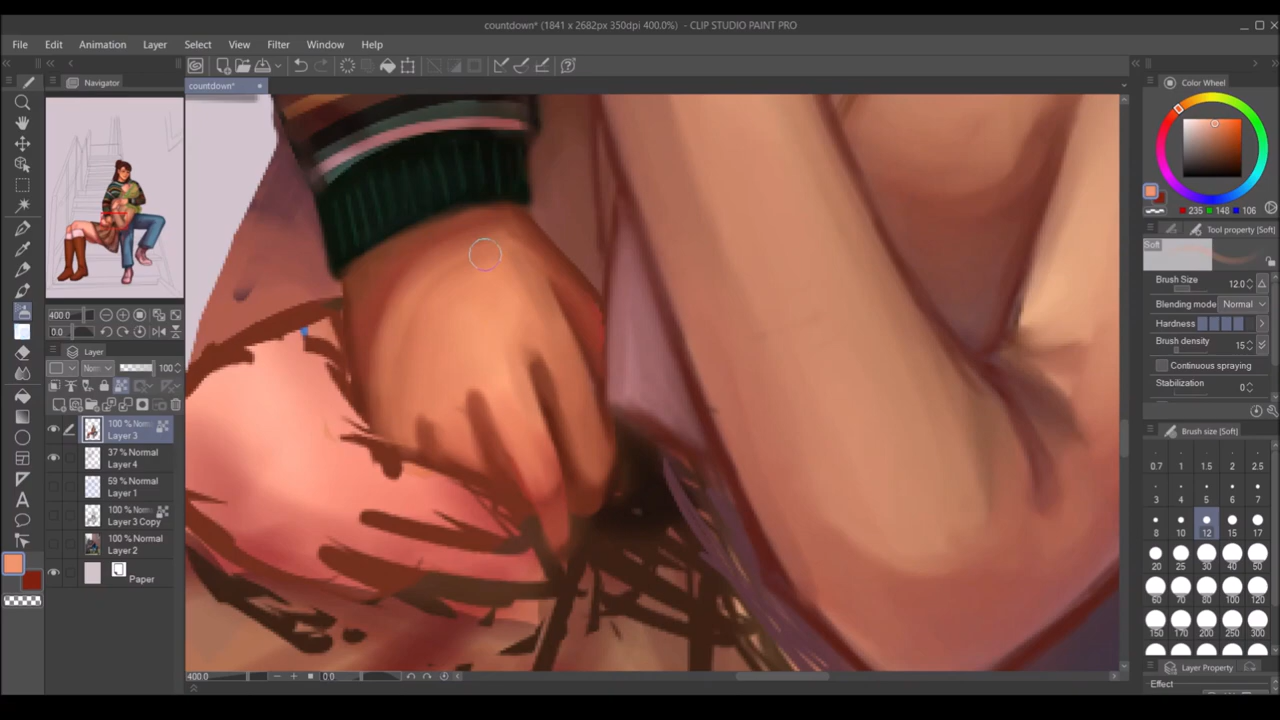 countdown* (1841 x 2682px 350dpi 400.0%) - CLIP STUDIO PAINT PRO
File Edit Animation Layer Select View Filter Window Help
Navigator
countdown*
Color Wheel
235 148 106
Tool property [Soft]
Soft
Brush Size 12.0
Blending mode Normal
Hardness
Brush density 15
Continuous spraying
Stabilization 0
400.0
0.0
Layer
Norm 100
100 % Norm
Layer 3
37 % Normal
Layer 4
59 % Normal
Layer 1
100 % Norm
Layer 3 Copy
100 % Normal
Layer 2
Paper
Brush size [Soft]
0.7 1 1.5 2 2.5
3 4 5 6 7
8 10 12 15 17
20 25 30 40 50
60 70 80 100 120
150 170 200 250 300
400.0 0.0
Layer Property
Effect